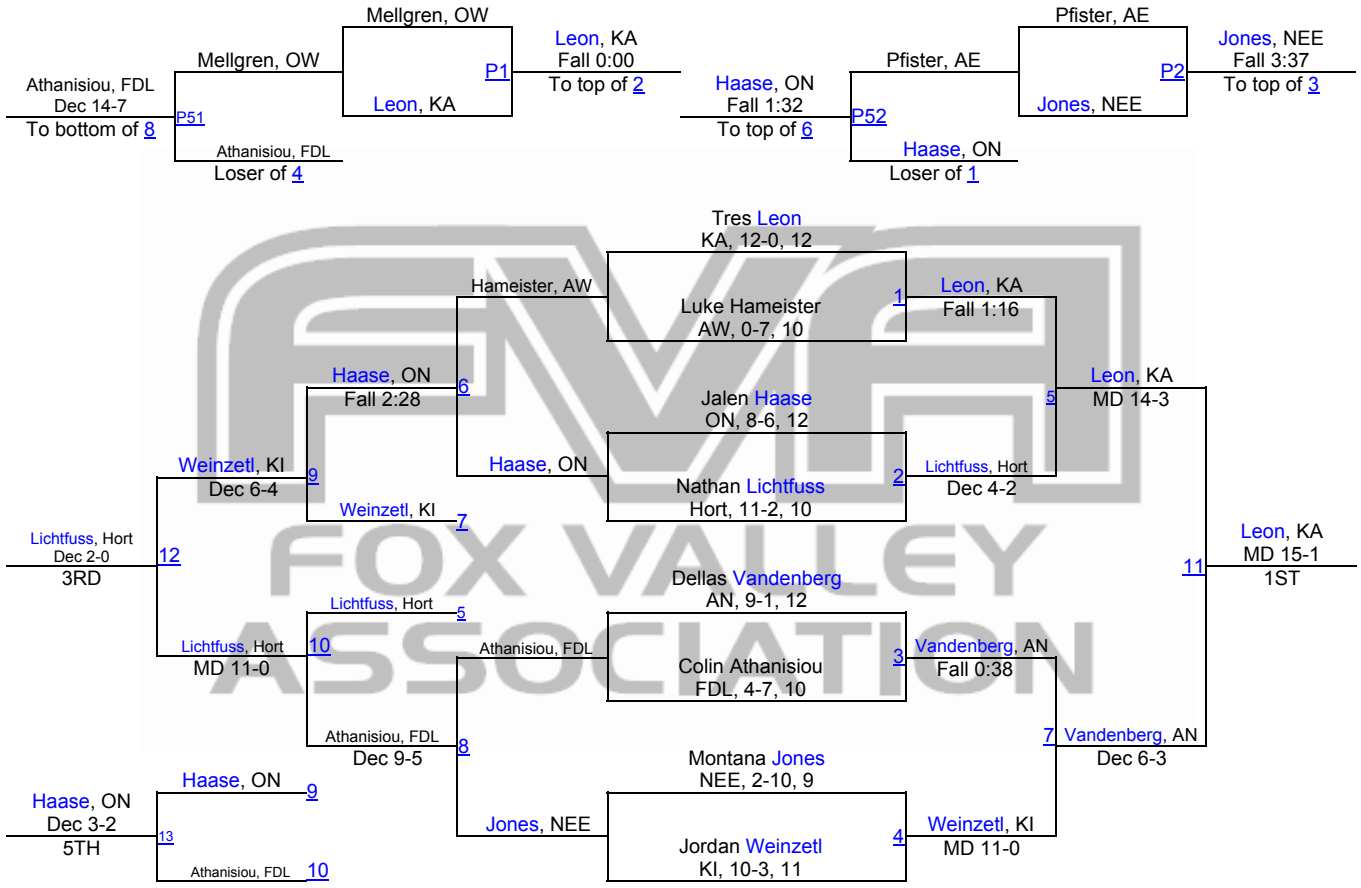 Mellgren, OW
Mellgren, OW
P1
Leon, KA
Leon, KA
Fall 0:00
To top of 2
Athanisiou, FDL
Dec 14-7
To bottom of 8
P51
Athanisiou, FDL
Loser of 4
Pfister, AE
Pfister, AE
P2
Jones, NEE
Jones, NEE
Fall 3:37
To top of 3
Haase, ON
Fall 1:32
To top of 6
P52
Haase, ON
Loser of 1
FVA
FOX VALLEY
ASSOCIATION
Tres Leon
KA, 12-0, 12
Hameister, AW
Luke Hameister
AW, 0-7, 10
1
Leon, KA
Fall 1:16
Haase, ON
Fall 2:28
6
Jalen Haase
ON, 8-6, 12
5
Leon, KA
MD 14-3
Weinzetl, KI
Dec 6-4
9
Haase, ON
Nathan Lichtfuss
Hort, 11-2, 10
2
Lichtfuss, Hort
Dec 4-2
Weinzetl, KI
7
Lichtfuss, Hort
Dec 2-0
3RD
12
Dellas Vandenberg
AN, 9-1, 12
11
Leon, KA
MD 15-1
1ST
Lichtfuss, Hort
5
Lichtfuss, Hort
MD 11-0
10
Athanisiou, FDL
Colin Athanisiou
FDL, 4-7, 10
3
Vandenberg, AN
Fall 0:38
Athanisiou, FDL
Dec 9-5
8
Montana Jones
NEE, 2-10, 9
7
Vandenberg, AN
Dec 6-3
Haase, ON
9
Haase, ON
Dec 3-2
5TH
13
Jones, NEE
Jordan Weinzetl
KI, 10-3, 11
4
Weinzetl, KI
MD 11-0
Athanisiou, FDL
10